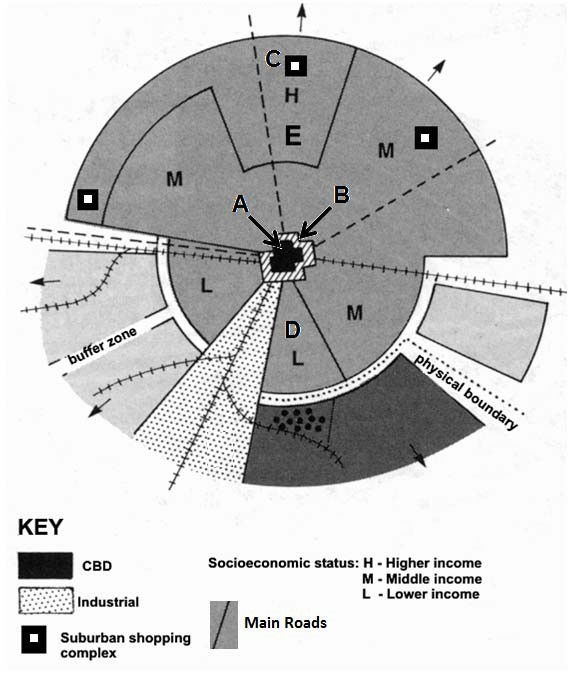 C
H
E
M
M
A
B
L
D
M
L
buffer zone
physical boundary
KEY
CBD
Industrial
Suburban shopping
complex
Socioeconomic status: H - Higher income
M - Middle income
L - Lower income
Main Roads